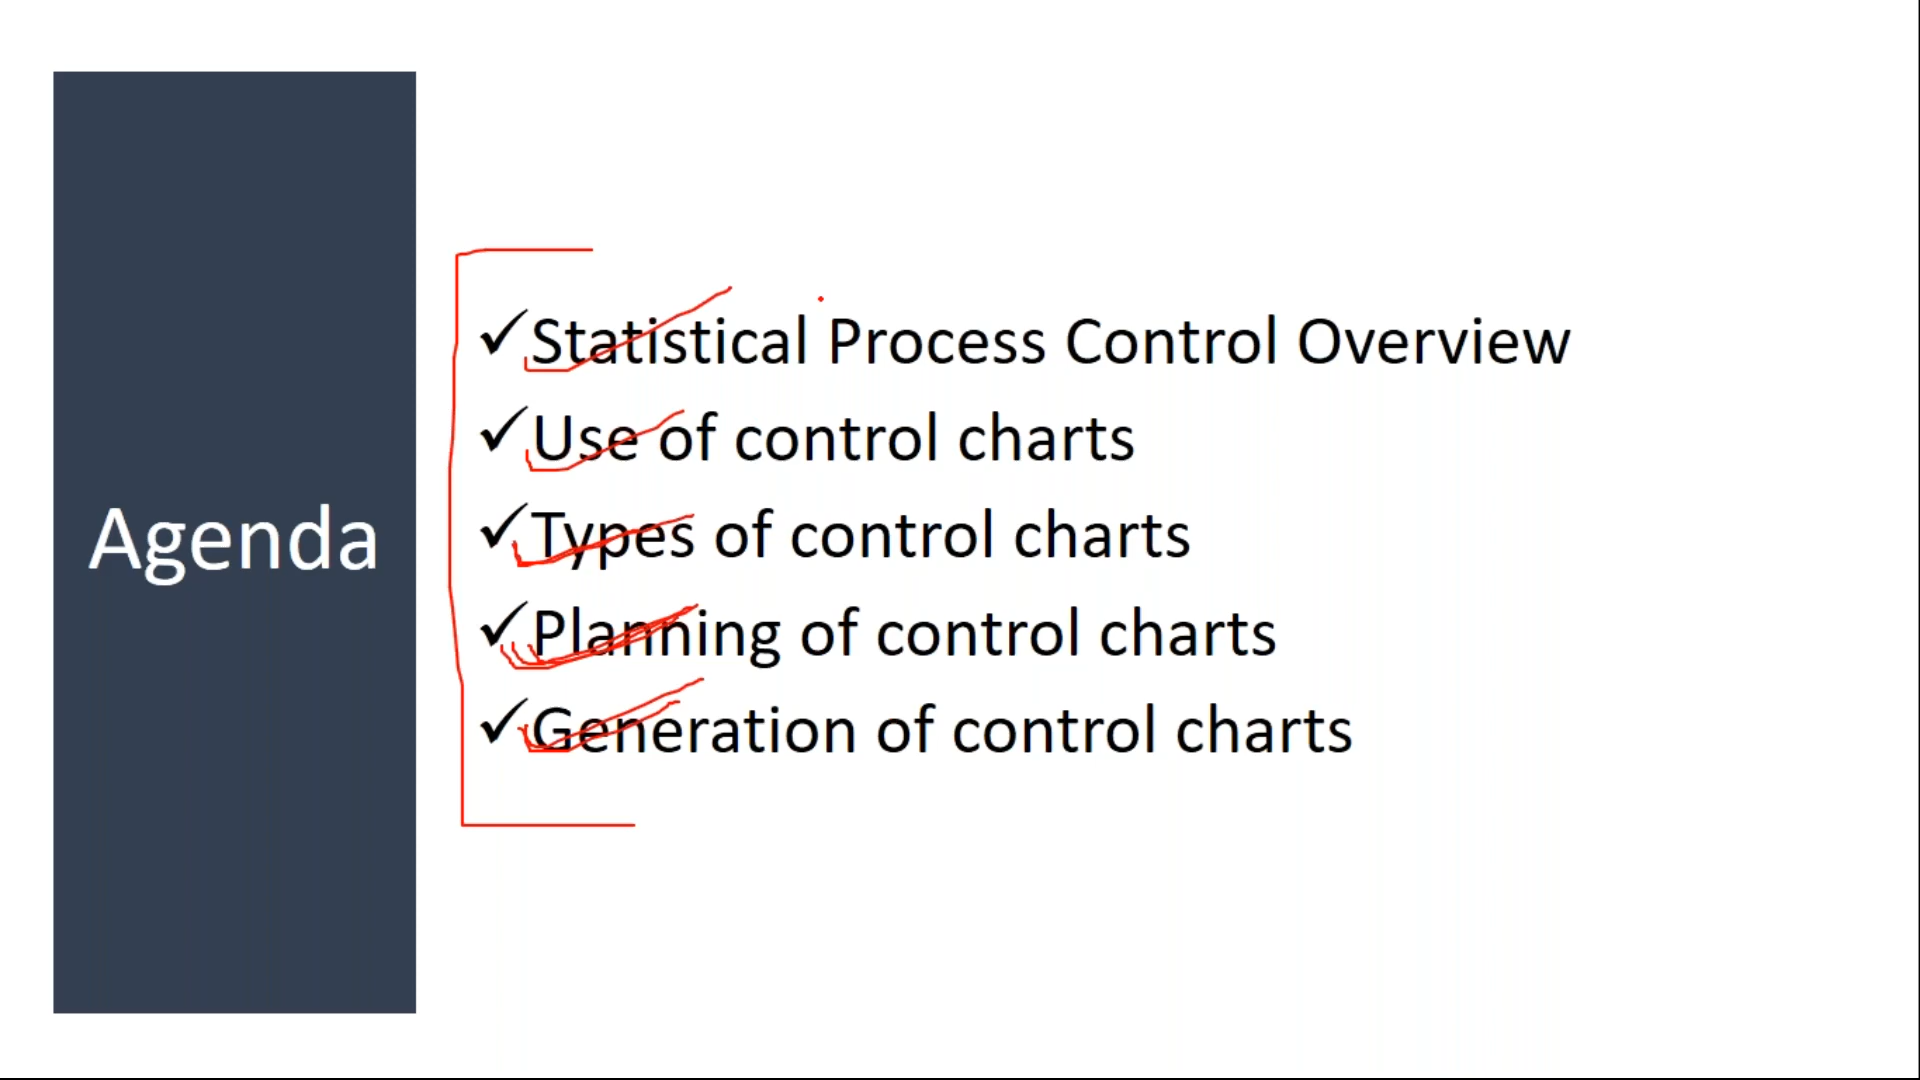 Agenda
✓Statistical Process Control Overview
✓Use of control charts
✓Types of control charts
✓Planning of control charts
✓Generation of control charts